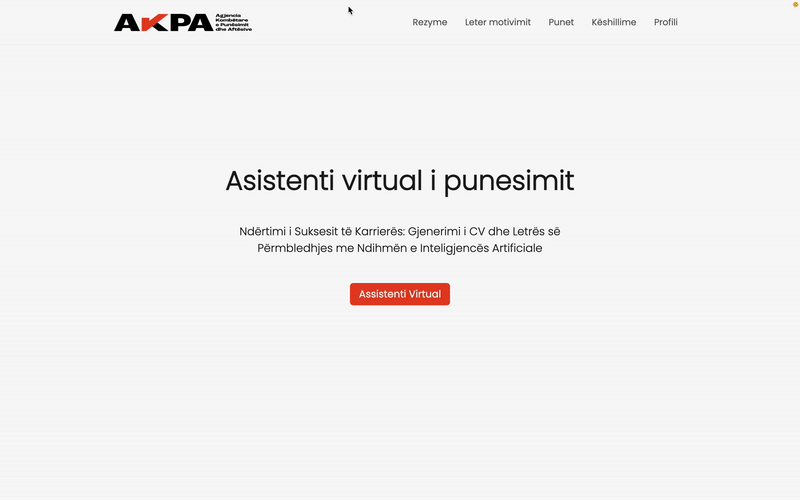 AKPA
Agjencia
Kombëtare
e Punësimit
dhe Aftësive
Rezyme
Leter motivimit
Punet
Këshillime
Profili
Asistenti virtual i punesimit
Ndërtimi i Suksesit të Karrierës: Gjenerimi i CV dhe Letrës së
Përmbledhjes me Ndihmën e Inteligjencës Artificiale
Assistenti Virtual